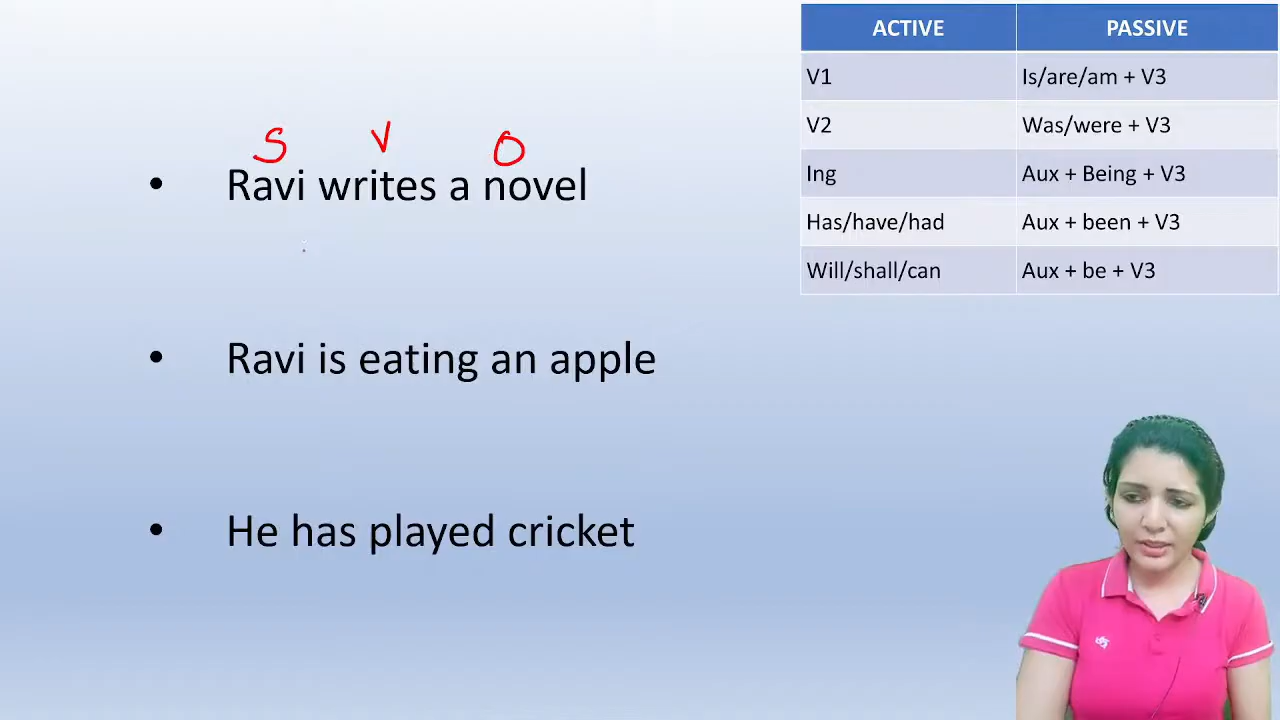 S V O
• Ravi writes a novel
• Ravi is eating an apple
• He has played cricket
ACTIVE PASSIVE
V1 Is/are/am + V3
V2 Was/were + V3
Ing Aux + Being + V3
Has/have/had Aux + been + V3
Will/shall/can Aux + be + V3